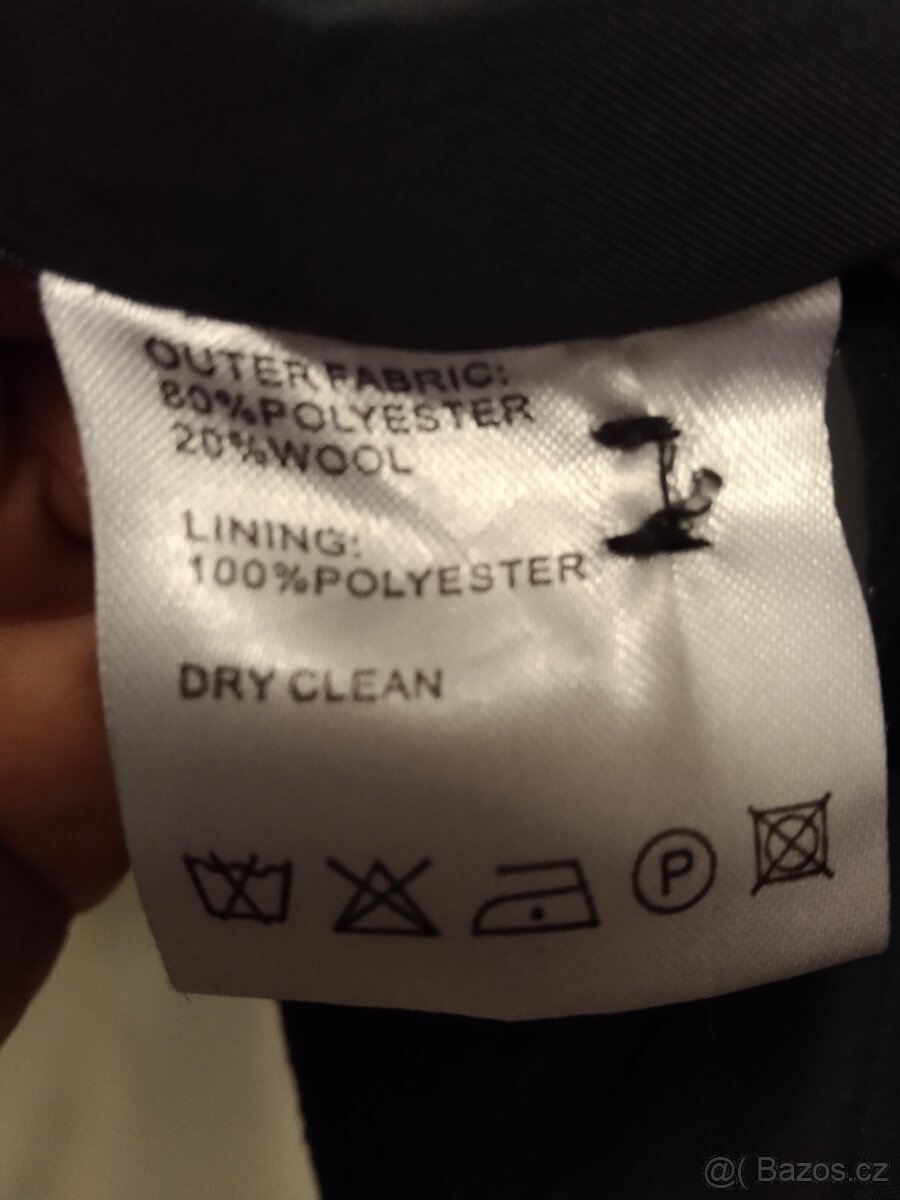 OUTER FABRIC:
80%POLYESTER
20%WOOL
LINING:
100%POLYESTER
DRY CLEAN
P
@( Bazos.cz